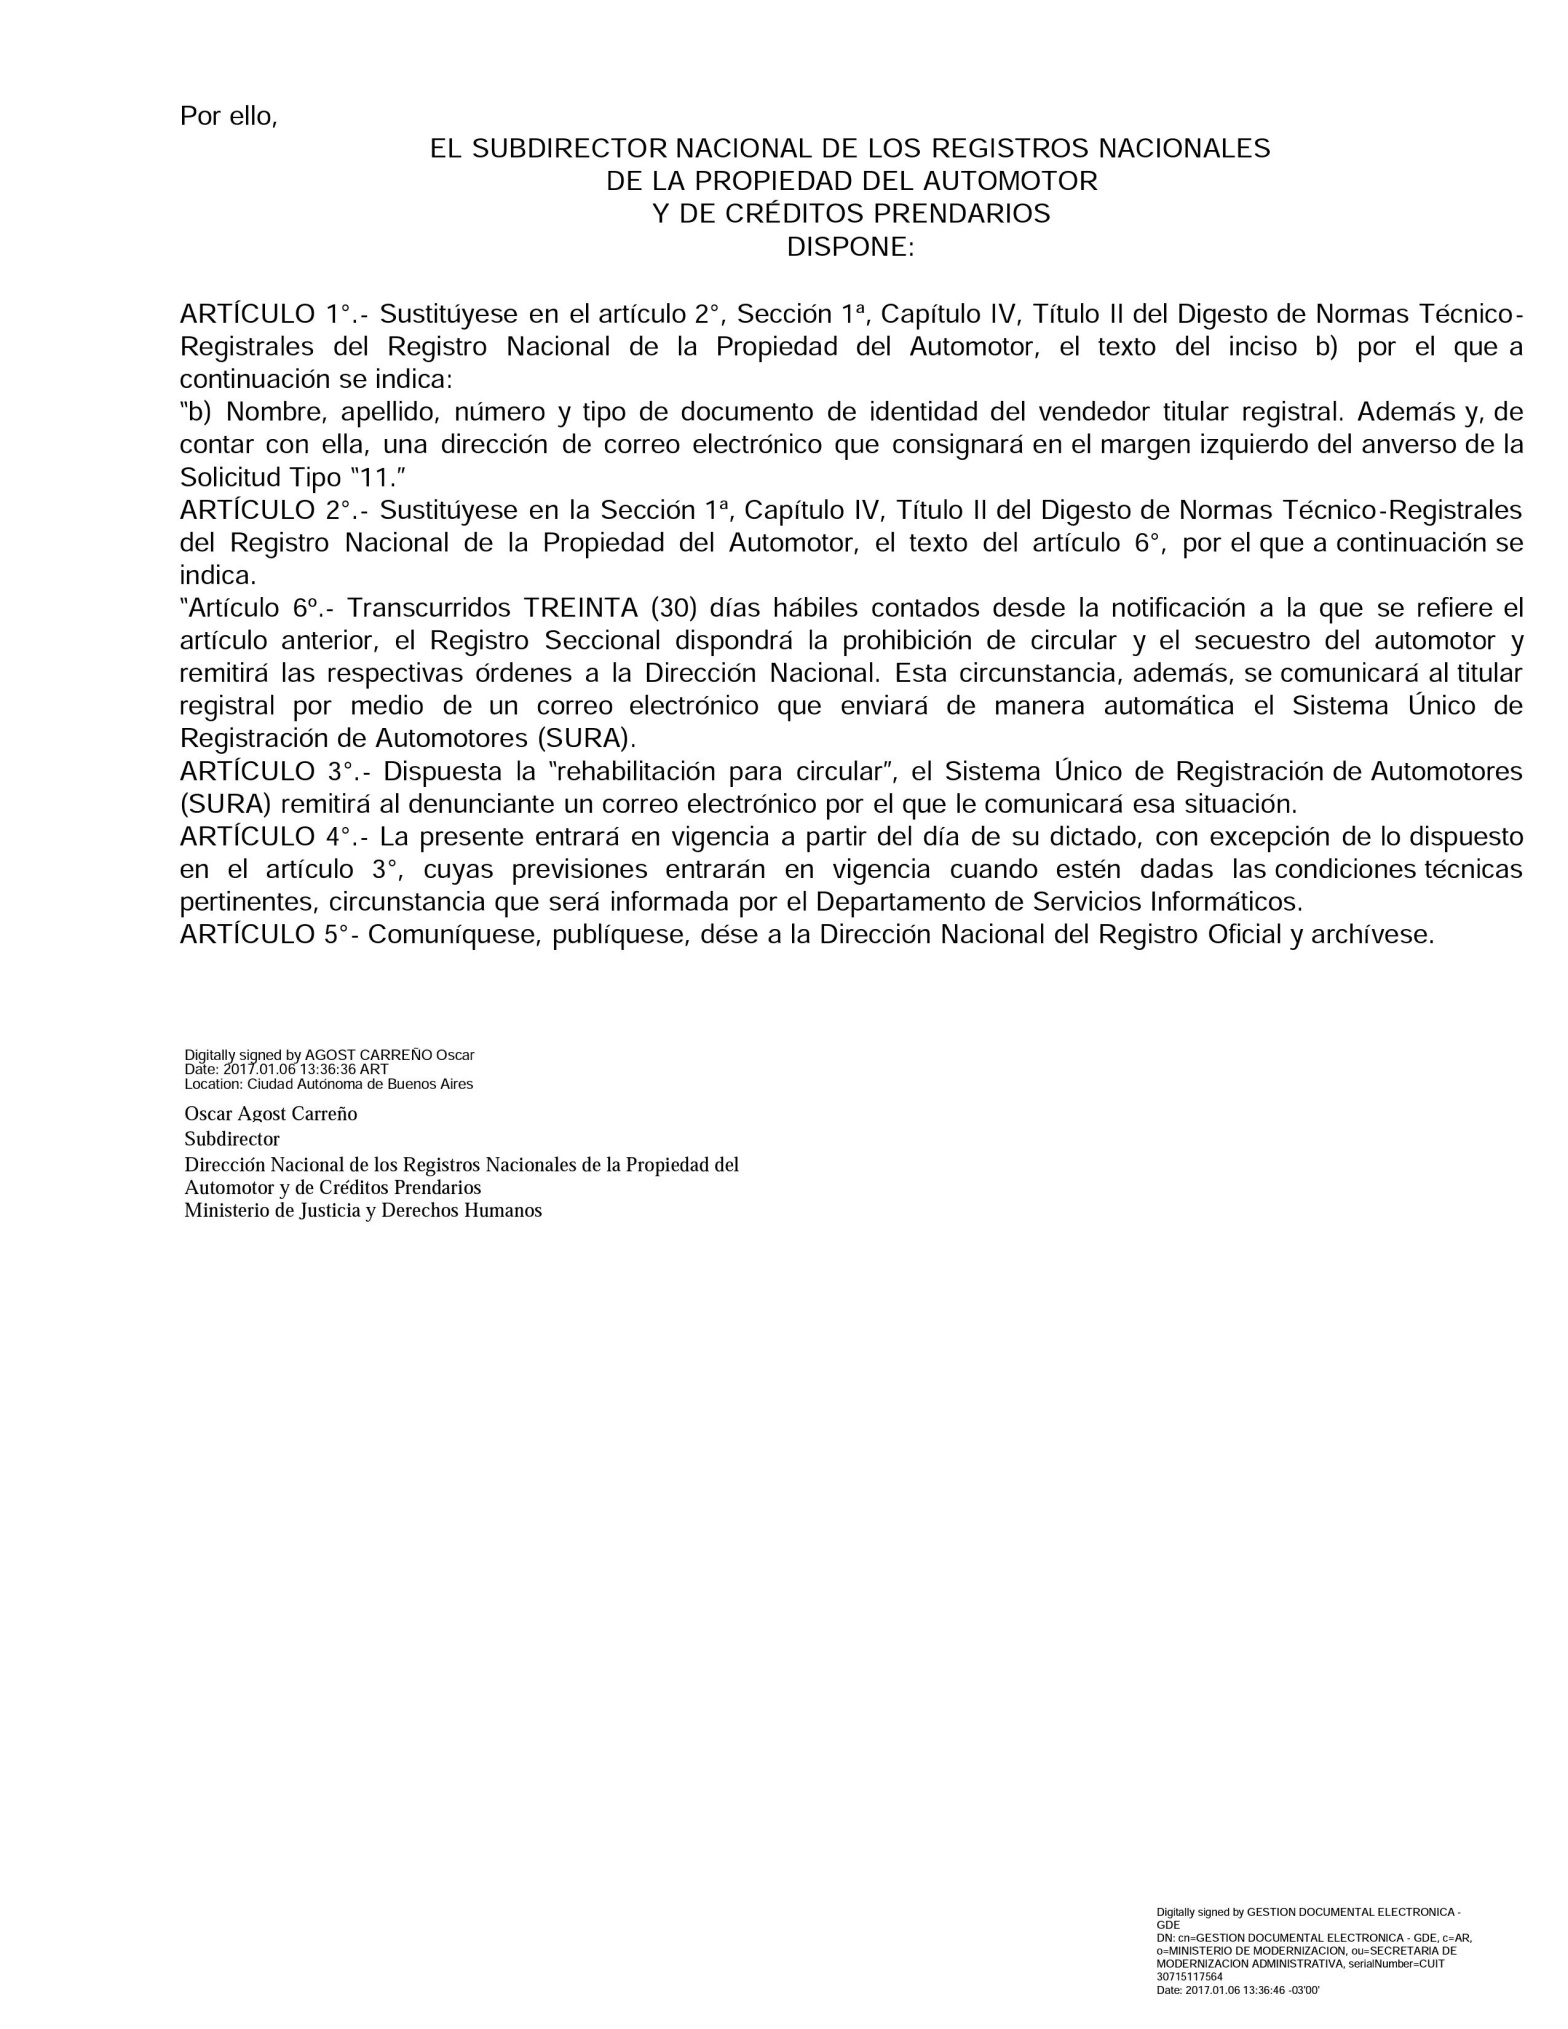 Por ello,
EL SUBDIRECTOR NACIONAL DE LOS REGISTROS NACIONALES
DE LA PROPIEDAD DEL AUTOMOTOR
Y DE CRÉDITOS PRENDARIOS
DISPONE:
ARTÍCULO 1°.- Sustitúyese en el artículo 2°, Sección 1ª, Capítulo IV, Título II del Digesto de Normas Técnico-
Registrales del Registro Nacional de la Propiedad del Automotor, el texto del inciso b) por el que a
continuación se indica:
“b) Nombre, apellido, número y tipo de documento de identidad del vendedor titular registral. Además y, de
contar con ella, una dirección de correo electrónico que consignará en el margen izquierdo del anverso de la
Solicitud Tipo “11.”
ARTÍCULO 2°.- Sustitúyese en la Sección 1ª, Capítulo IV, Título II del Digesto de Normas Técnico-Registrales
del Registro Nacional de la Propiedad del Automotor, el texto del artículo 6°, por el que a continuación se
indica.
“Artículo 6º.- Transcurridos TREINTA (30) días hábiles contados desde la notificación a la que se refiere el
artículo anterior, el Registro Seccional dispondrá la prohibición de circular y el secuestro del automotor y
remitirá las respectivas órdenes a la Dirección Nacional. Esta circunstancia, además, se comunicará al titular
registral por medio de un correo electrónico que enviará de manera automática el Sistema Único de
Registración de Automotores (SURA).
ARTÍCULO 3°.- Dispuesta la “rehabilitación para circular”, el Sistema Único de Registración de Automotores
(SURA) remitirá al denunciante un correo electrónico por el que le comunicará esa situación.
ARTÍCULO 4°.- La presente entrará en vigencia a partir del día de su dictado, con excepción de lo dispuesto
en el artículo 3°, cuyas previsiones entrarán en vigencia cuando estén dadas las condiciones técnicas
pertinentes, circunstancia que será informada por el Departamento de Servicios Informáticos.
ARTÍCULO 5°- Comuníquese, publíquese, dése a la Dirección Nacional del Registro Oficial y archívese.
Digitally signed by AGOST CARREÑO Oscar
Date: 2017.01.06 13:36:36 ART
Location: Ciudad Autónoma de Buenos Aires
Oscar Agost Carreño
Subdirector
Dirección Nacional de los Registros Nacionales de la Propiedad del
Automotor y de Créditos Prendarios
Ministerio de Justicia y Derechos Humanos
Digitally signed by GESTION DOCUMENTAL ELECTRONICA -
GDE
DN: cn=GESTION DOCUMENTAL ELECTRONICA - GDE, c=AR,
o=MINISTERIO DE MODERNIZACION, ou=SECRETARIA DE
MODERNIZACION ADMINISTRATIVA, serialNumber=CUIT
30715117564
Date: 2017.01.06 13:36:46 -03'00'